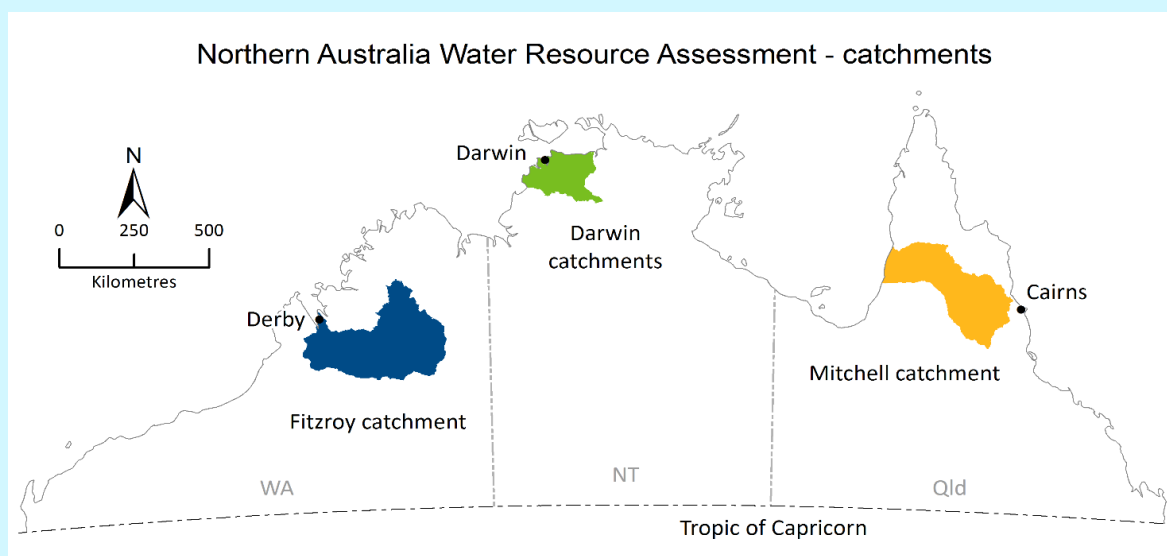 Northern Australia Water Resource Assessment - catchments
N
0 250 500
Kilometres
Darwin
Darwin
catchments
Derby
Cairns
Mitchell catchment
Fitzroy catchment
WA
NT
Qld
Tropic of Capricorn